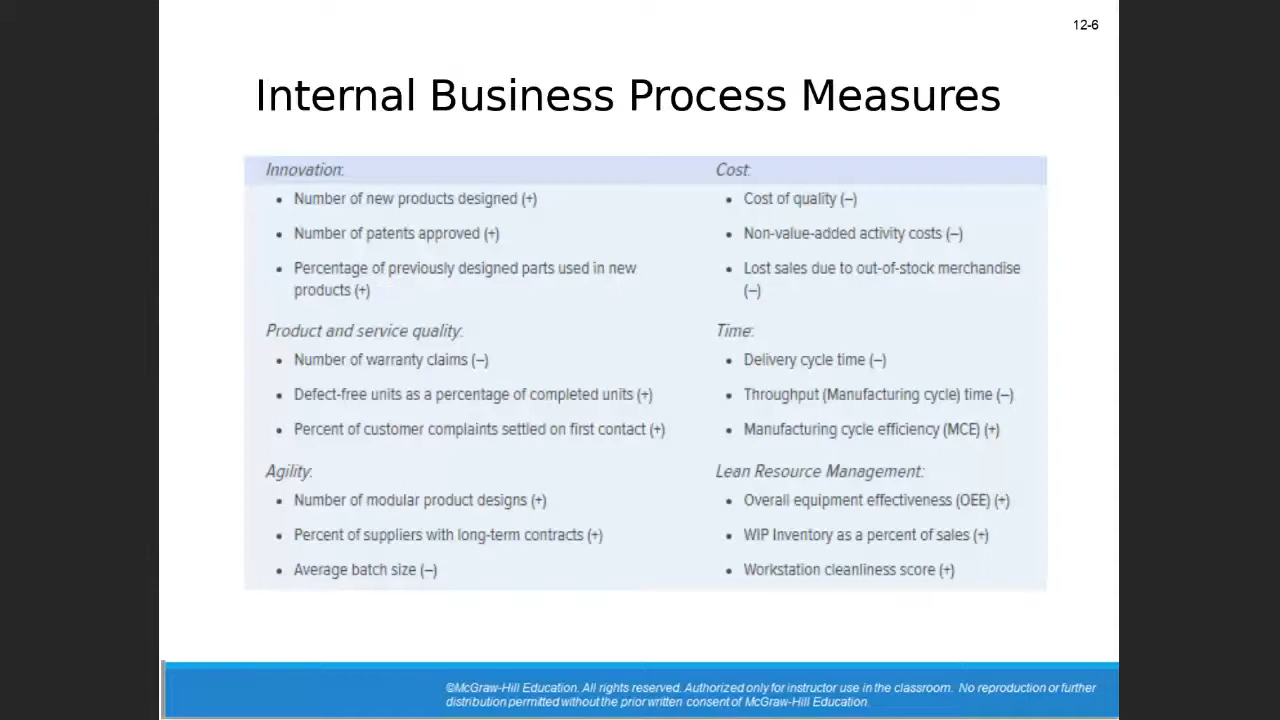 12-6
Internal Business Process Measures
Innovation:
• Number of new products designed (+)
• Number of patents approved (+)
• Percentage of previously designed parts used in new
products (+)
Product and service quality:
• Number of warranty claims (–)
• Defect-free units as a percentage of completed units (+)
• Percent of customer complaints settled on first contact (+)
Agility:
• Number of modular product designs (+)
• Percent of suppliers with long-term contracts (+)
• Average batch size (–)
Cost:
• Cost of quality (–)
• Non-value-added activity costs (–)
• Lost sales due to out-of-stock merchandise
(–)
Time:
• Delivery cycle time (–)
• Throughput (Manufacturing cycle) time (–)
• Manufacturing cycle efficiency (MCE) (+)
Lean Resource Management:
• Overall equipment effectiveness (OEE) (+)
• WIP Inventory as a percent of sales (+)
• Workstation cleanliness score (+)
©McGraw-Hill Education. All rights reserved. Authorized only for instructor use in the classroom. No reproduction or further
distribution permitted without the prior written consent of McGraw-Hill Education.